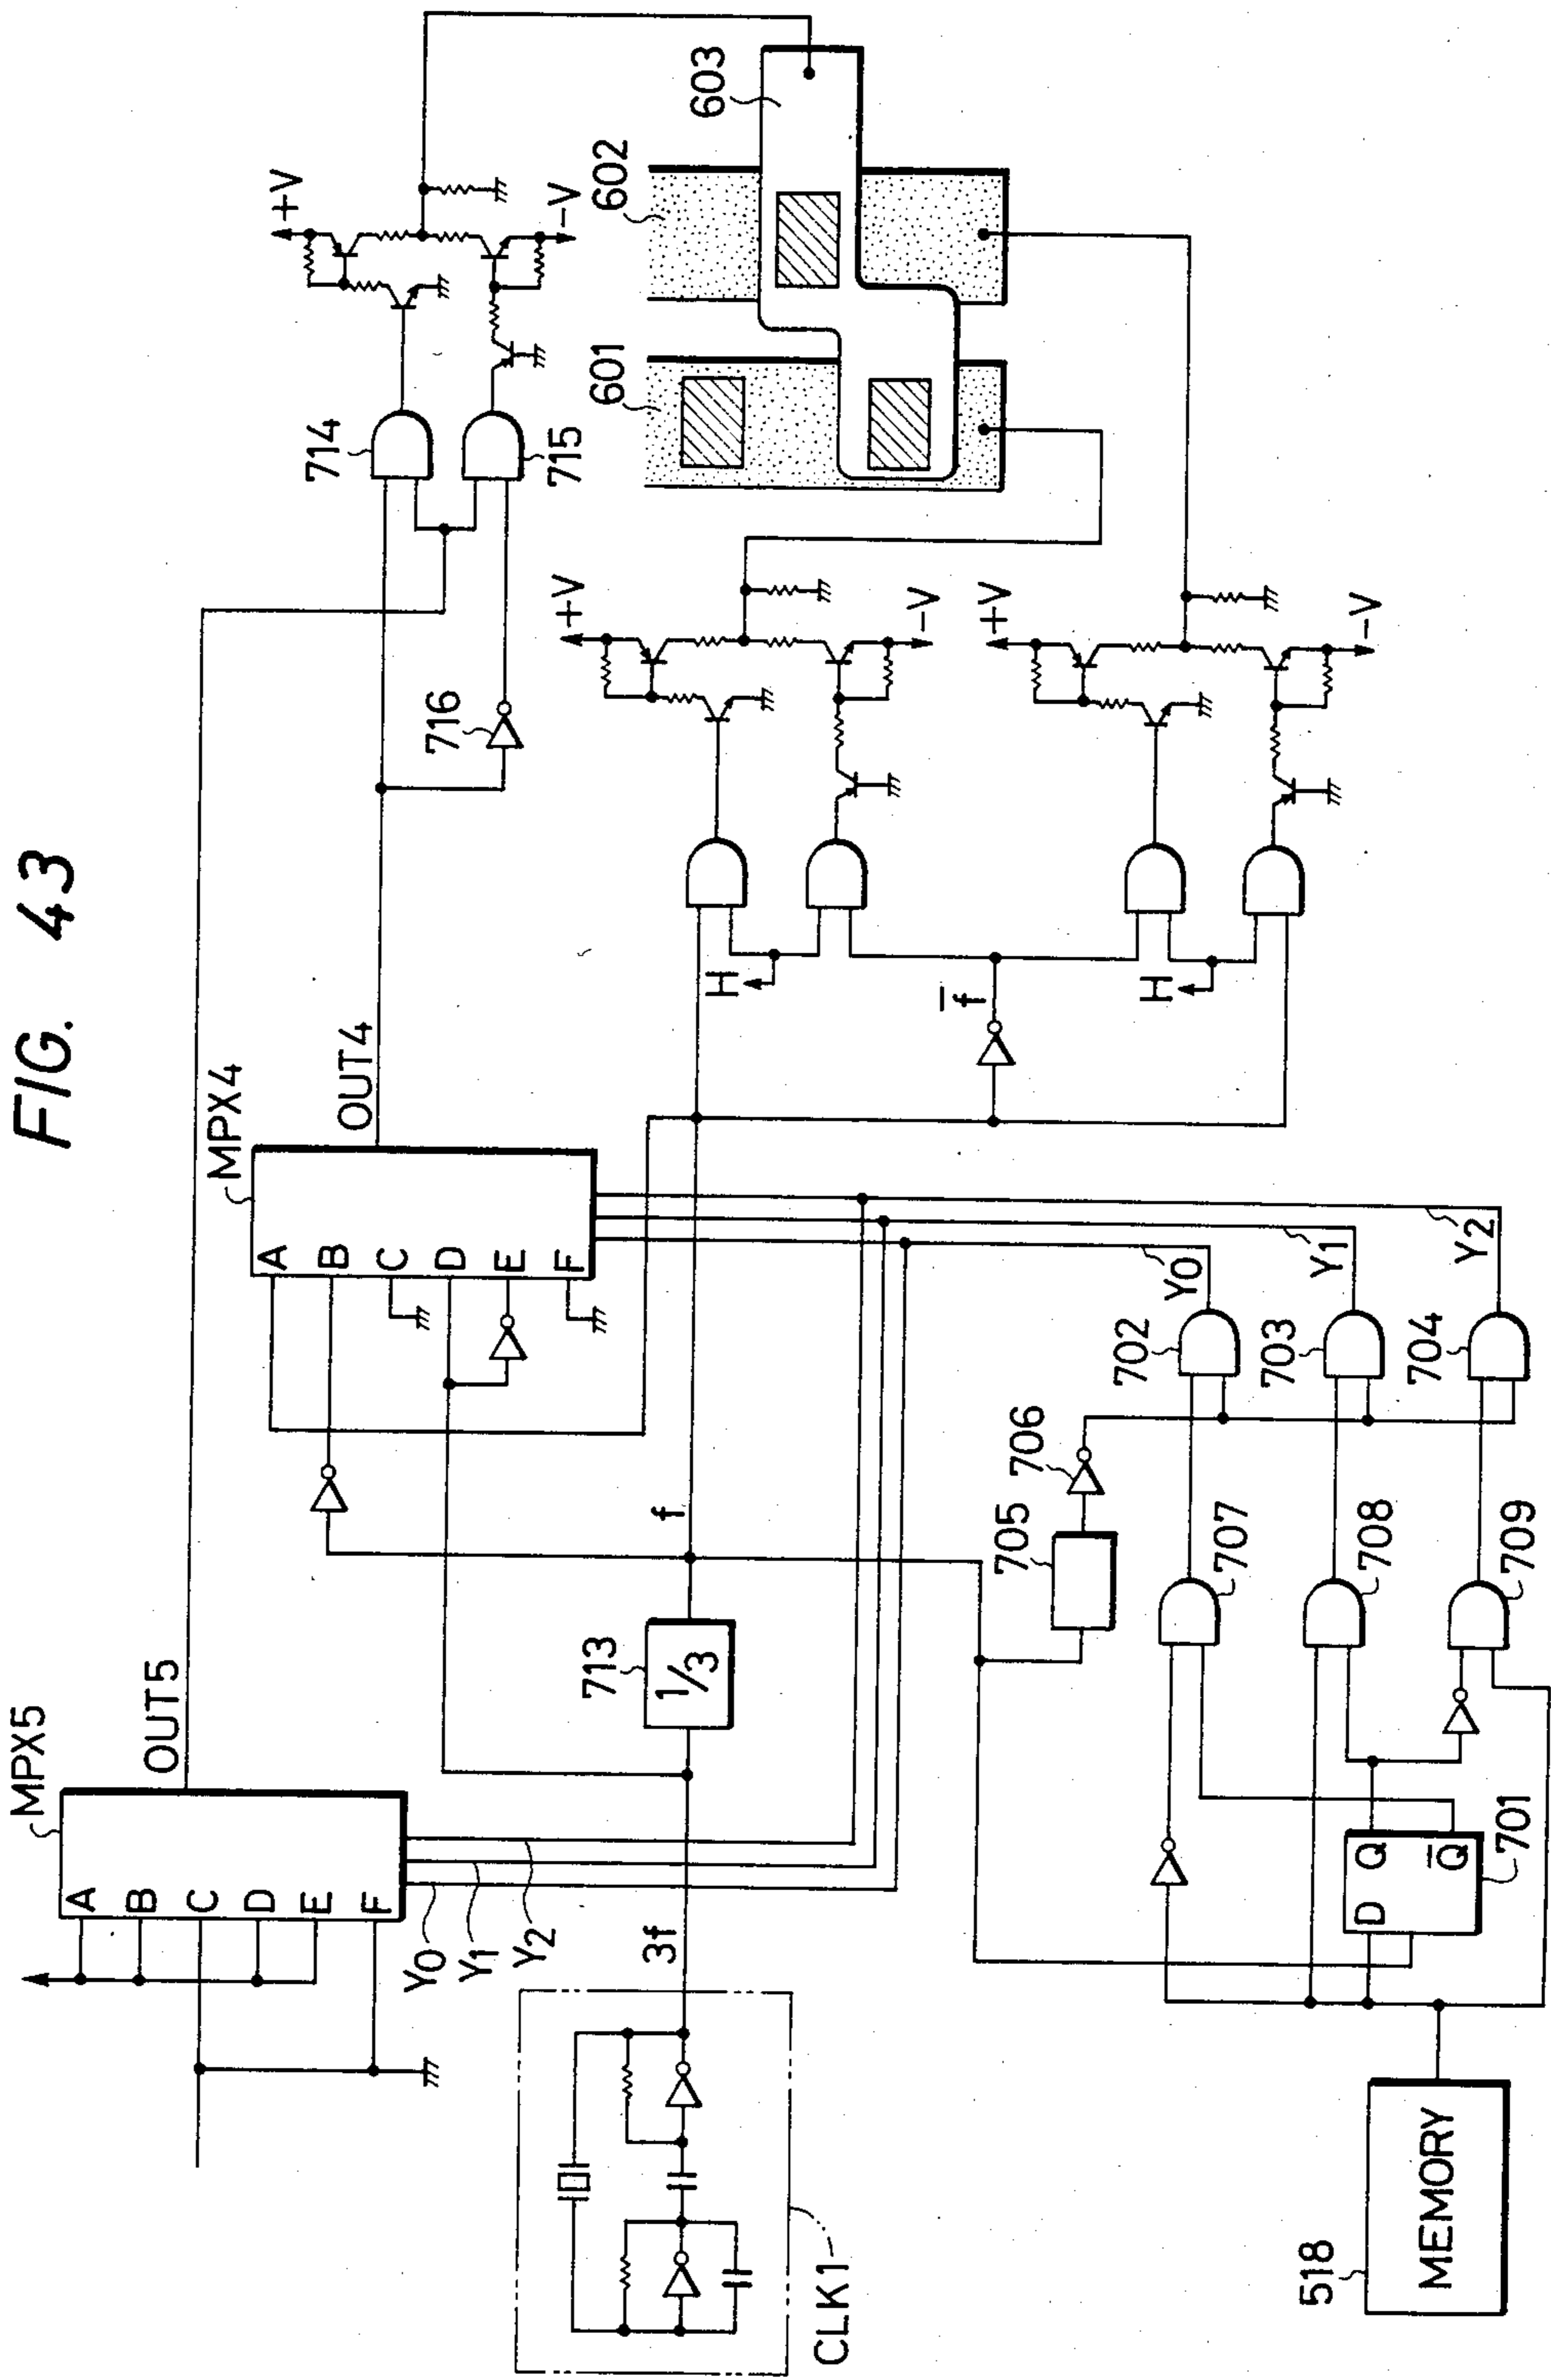 FIG. 43
MPX5
A
B
C
D
E
F
OUT5
Y0
Y1
Y2
MPX4
A
B
C
D
E
F
OUT4
714
715
716
+V
-V
601
602
603
+V
-V
+V
-V
H
H
f̅
3f
713
1/3
f
CLK1
705
706
702
703
704
Y0
Y1
Y2
707
708
709
D
Q
Q̅
701
518
MEMORY